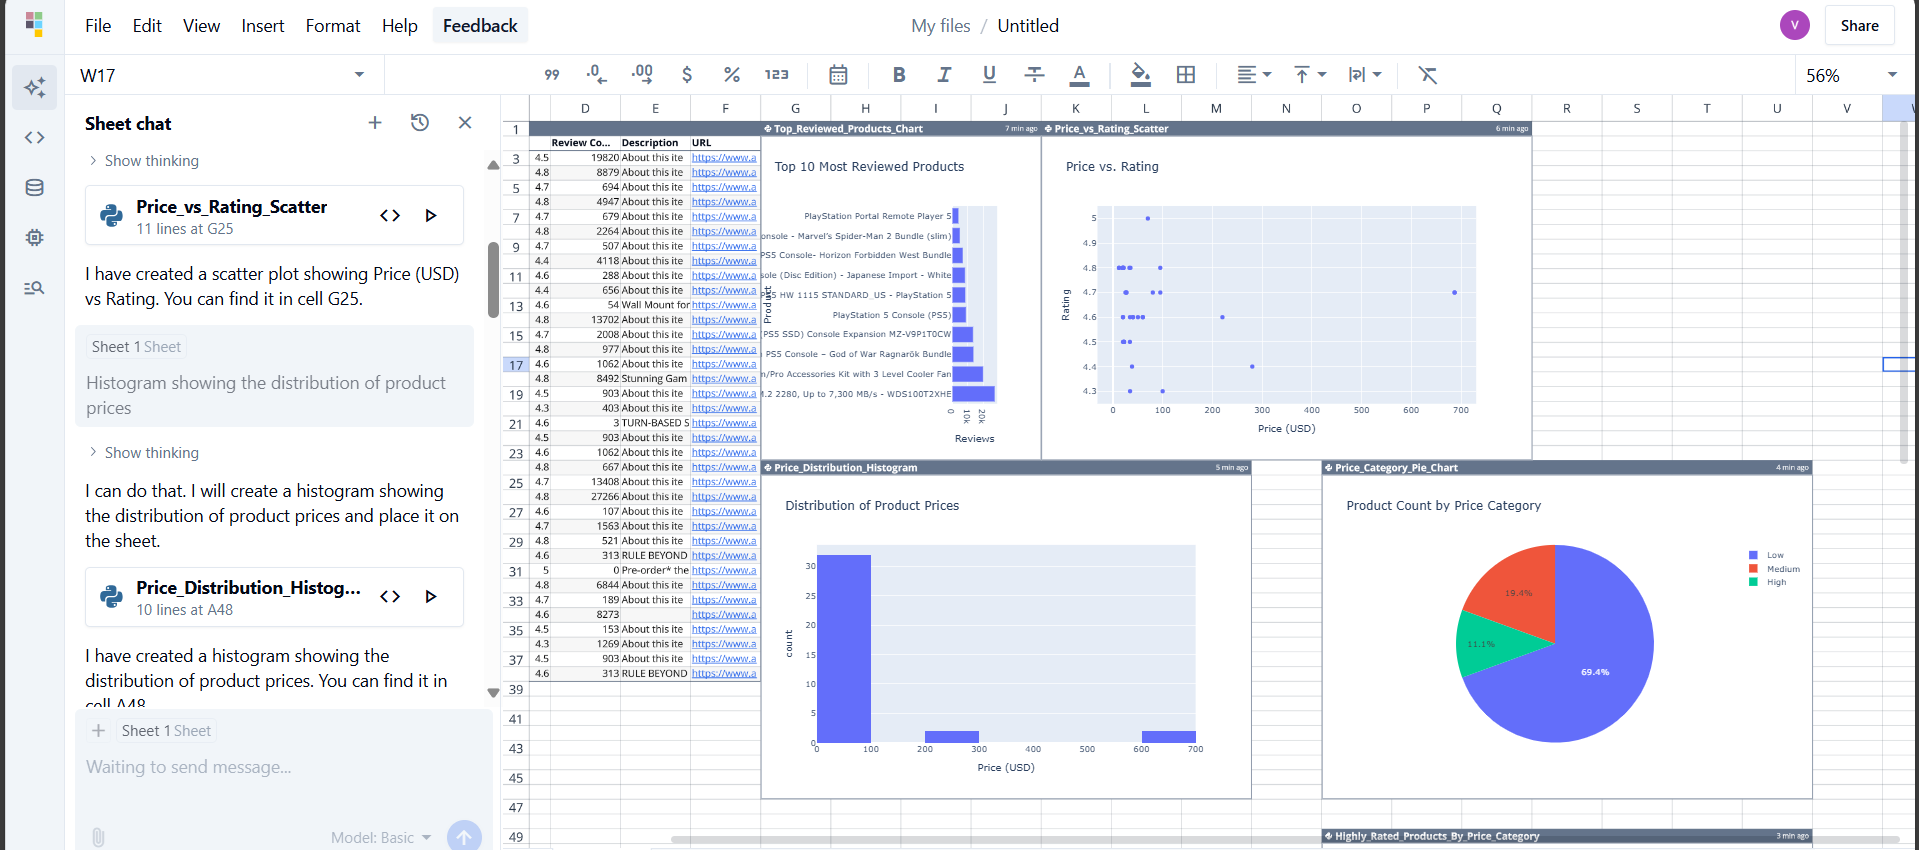 File Edit View Insert Format Help Feedback
My files / Untitled
V Share
W17
99 .0 .00 $ % 123 B I U A
56%
Sheet chat
Show thinking
Price_vs_Rating_Scatter
11 lines at G25
I have created a scatter plot showing Price (USD)
vs Rating. You can find it in cell G25.
Sheet 1 Sheet
Histogram showing the distribution of product
prices
Show thinking
I can do that. I will create a histogram showing
the distribution of product prices and place it on
the sheet.
Price_Distribution_Histog...
10 lines at A48
I have created a histogram showing the
distribution of product prices. You can find it in
cell A48
Sheet 1 Sheet
Waiting to send message...
Model: Basic
D E F G H I J K L M N O P Q R S T U V
1
Review Co... Description URL
3 4.5 19820 About this ite https://www.a
4.8 8879 About this ite https://www.a
5 4.7 694 About this ite https://www.a
4.8 4947 About this ite https://www.a
7 4.7 679 About this ite https://www.a
4.8 2264 About this ite https://www.a
9 4.7 507 About this ite https://www.a
4.4 4118 About this ite https://www.a
11 4.6 288 About this ite https://www.a
4.4 656 About this ite https://www.a
13 4.6 54 Wall Mount for https://www.a
4.8 13702 About this ite https://www.a
15 4.7 2008 About this ite https://www.a
4.8 977 About this ite https://www.a
17 4.6 1062 About this ite https://www.a
4.8 8492 Stunning Gam https://www.a
19 4.5 903 About this ite https://www.a
4.3 403 About this ite https://www.a
21 4.6 3 TURN-BASED S https://www.a
4.5 903 About this ite https://www.a
23 4.6 1062 About this ite https://www.a
4.8 667 About this ite https://www.a
25 4.7 13408 About this ite https://www.a
4.8 27266 About this ite https://www.a
27 4.6 107 About this ite https://www.a
4.7 1563 About this ite https://www.a
29 4.8 521 About this ite https://www.a
4.6 313 RULE BEYOND https://www.a
31 5 0 Pre-order* the https://www.a
4.8 6844 About this ite https://www.a
33 4.7 189 About this ite https://www.a
4.6 8273 https://www.a
35 4.5 153 About this ite https://www.a
4.3 1269 About this ite https://www.a
37 4.5 903 About this ite https://www.a
4.6 313 RULE BEYOND https://www.a
39
41
43
45
47
49
Top_Reviewed_Products_Chart 7 min ago
Top 10 Most Reviewed Products
PlayStation Portal Remote Player 5
onsole - Marvel's Spider-Man 2 Bundle (slim)
PS5 Console- Horizon Forbidden West Bundle
sole (Disc Edition) - Japanese Import - White
PS5 HW 1115 STANDARD_US - PlayStation 5
PlayStation 5 Console (PS5)
(PS5 SSD) Console Expansion MZ-V9P1T0CW
PS5 Console – God of War Ragnarök Bundle
n/Pro Accessories Kit with 3 Level Cooler Fan
M.2 2280, Up to 7,300 MB/s - WDS100T2XHE
Product
0 10k 20k
Reviews
Price_vs_Rating_Scatter 6 min ago
Price vs. Rating
5
4.9
4.8
4.7
4.6
4.5
4.4
4.3
Rating
0 100 200 300 400 500 600 700
Price (USD)
Price_Distribution_Histogram 5 min ago
Distribution of Product Prices
30
25
20
15
10
5
0
count
0 100 200 300 400 500 600 700
Price (USD)
Price_Category_Pie_Chart 4 min ago
Product Count by Price Category
Low
Medium
High
19.4%
11.1%
69.4%
Highly_Rated_Products_By_Price_Category 3 min ago